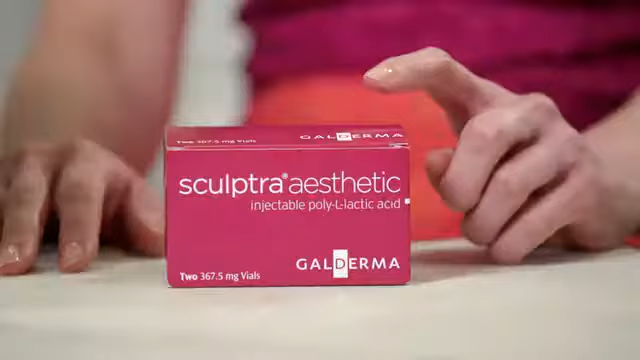 Two 367.5 mg Vials
GALDERMA
sculptra® aesthetic
injectable poly-L-lactic acid
GALDERMA
Two 367.5 mg Vials